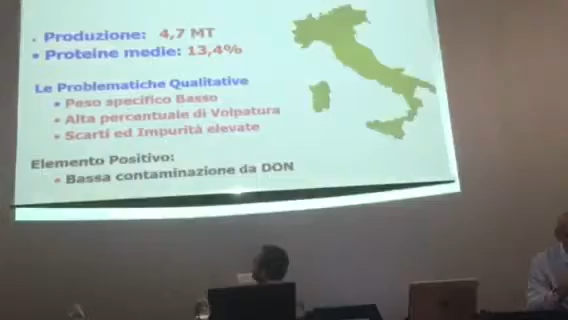 . Produzione: 4,7 MT
• Proteine medie: 13,4%
Le Problematiche Qualitative
• Peso specifico Basso
• Alta percentuale di Volpatura
• Scarti ed Impurità elevate
Elemento Positivo:
• Bassa contaminazione da DON